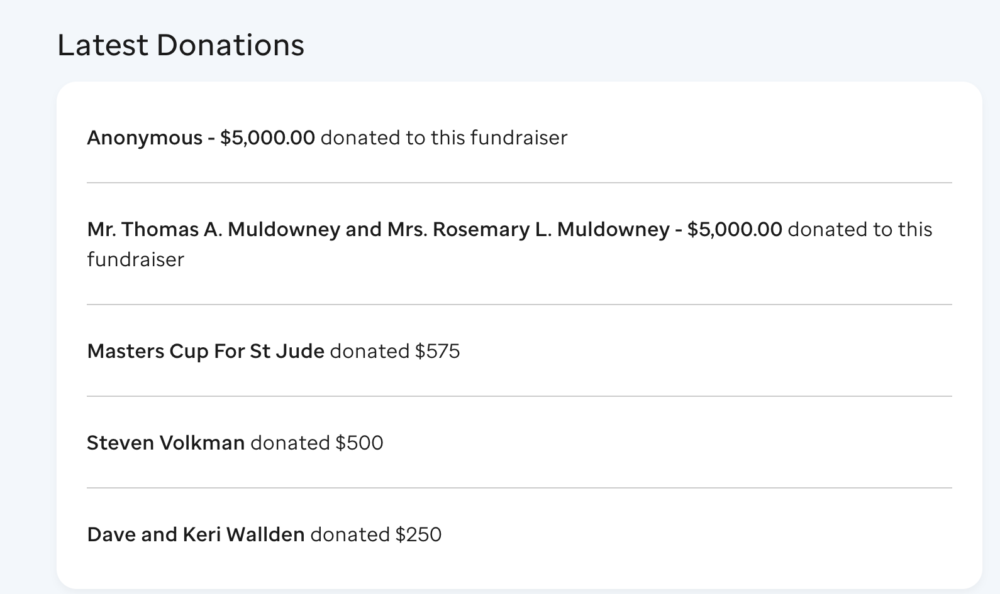 Latest Donations
Anonymous - $5,000.00 donated to this fundraiser
Mr. Thomas A. Muldowney and Mrs. Rosemary L. Muldowney - $5,000.00 donated to this
fundraiser
Masters Cup For St Jude donated $575
Steven Volkman donated $500
Dave and Keri Wallden donated $250